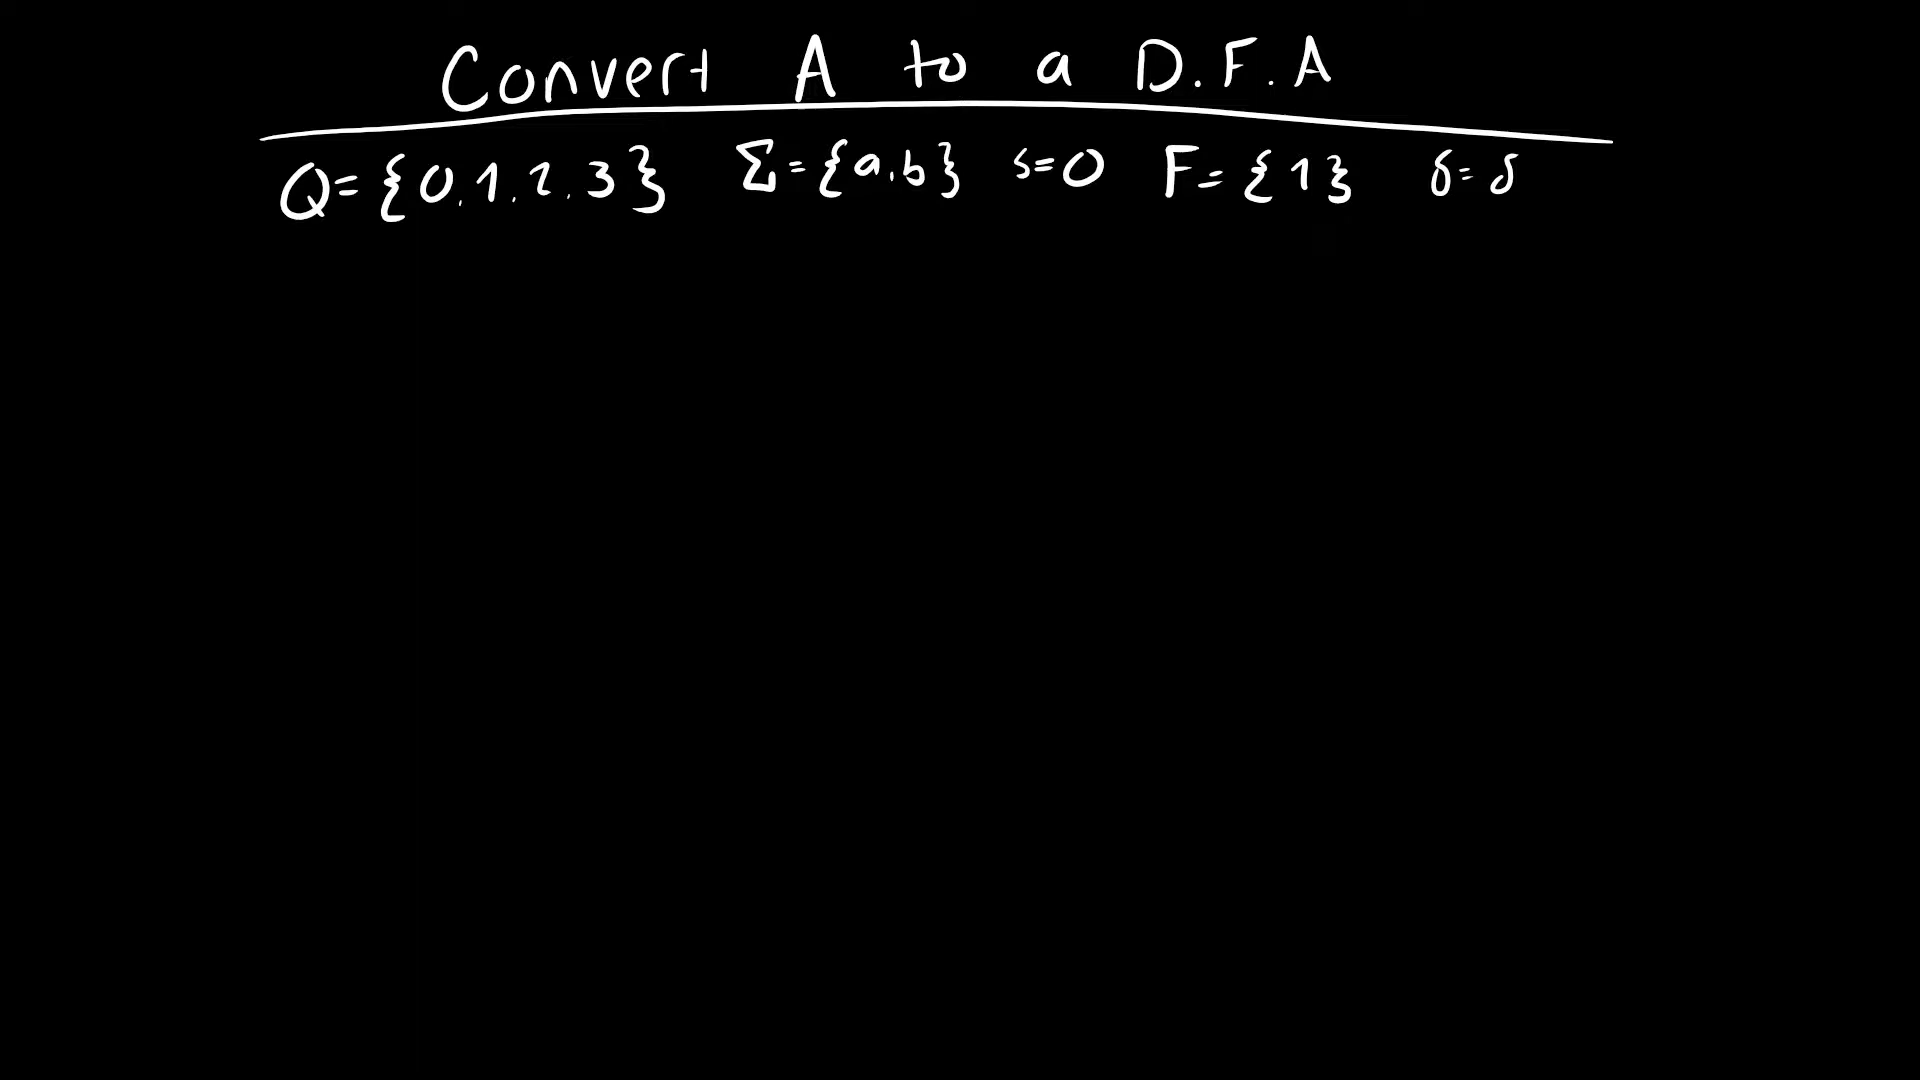 Convert A to a D.F.A
Q={0,1,2,3} Σ={a,b} s=0 F={1} δ=δ